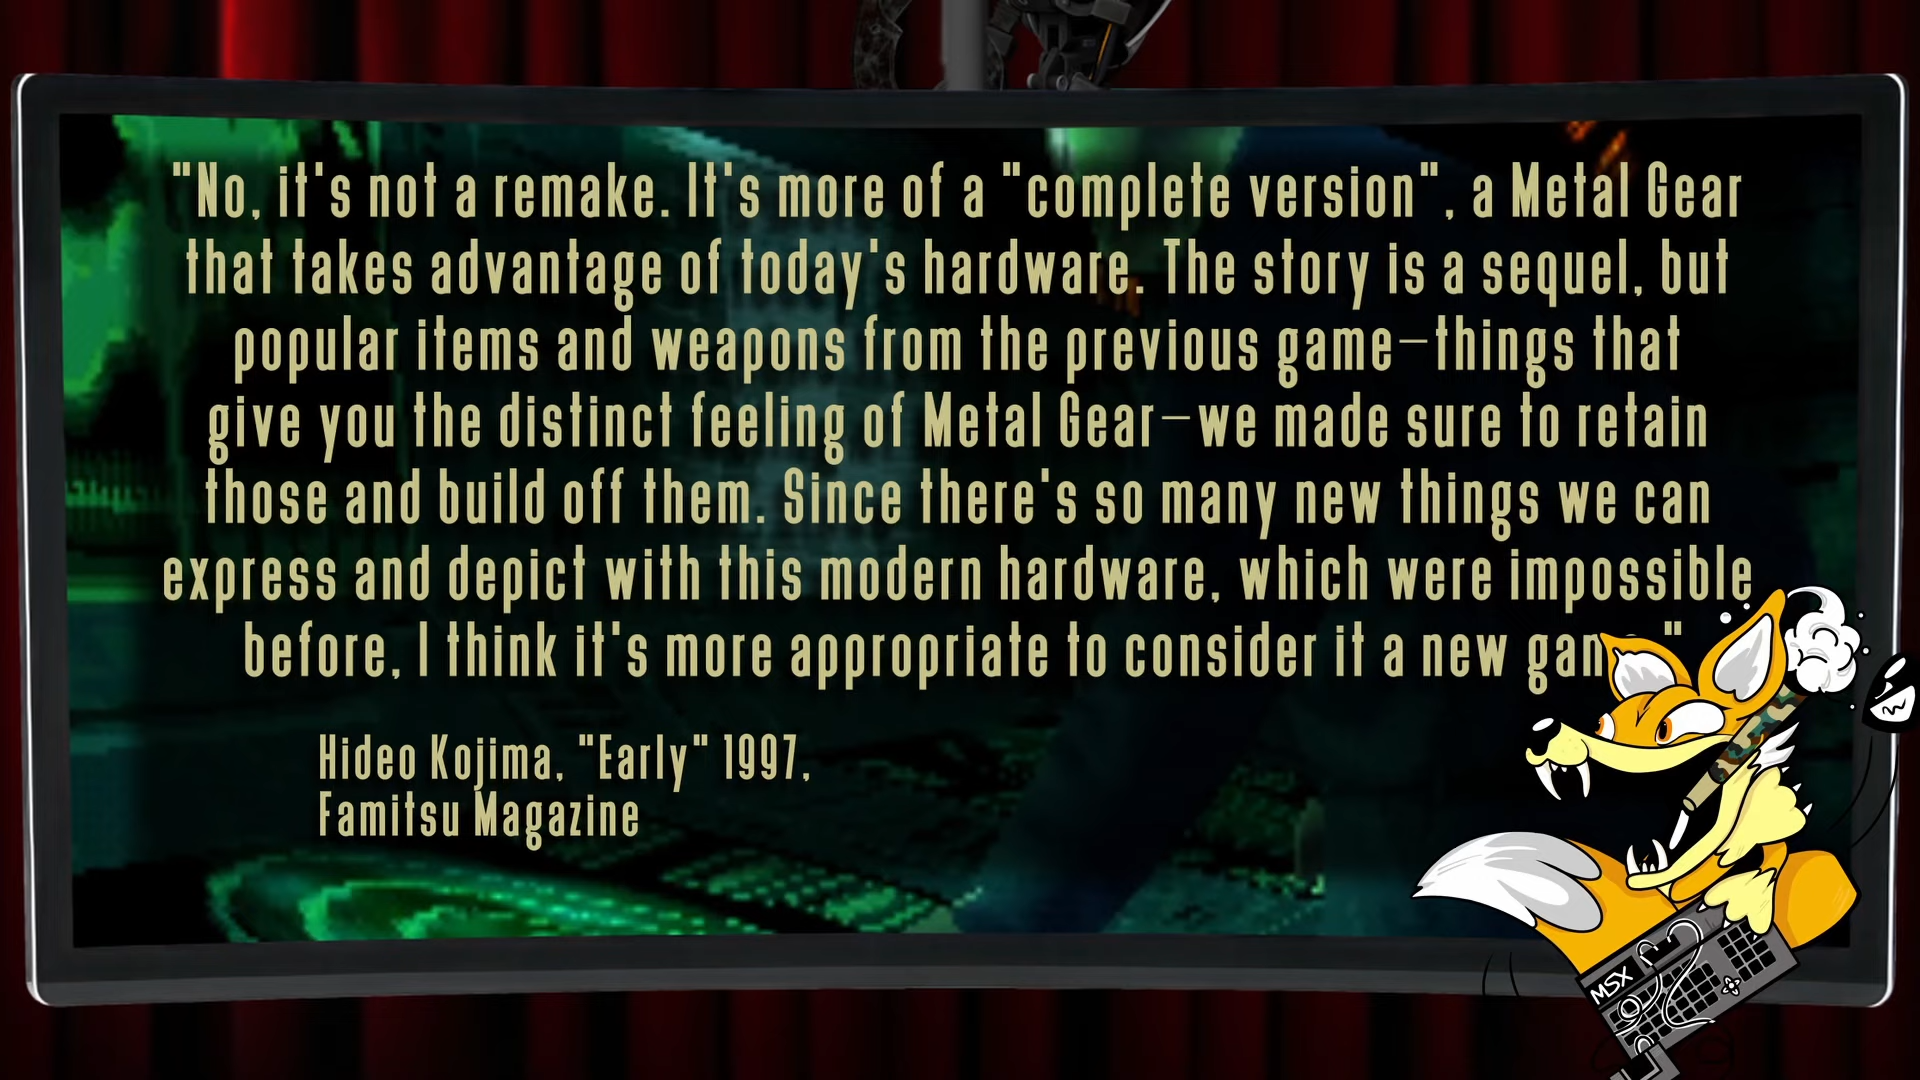 "No, it's not a remake. It's more of a "complete version", a Metal Gear
that takes advantage of today's hardware. The story is a sequel, but
popular items and weapons from the previous game—things that
give you the distinct feeling of Metal Gear—we made sure to retain
those and build off them. Since there's so many new things we can
express and depict with this modern hardware, which were impossible
before, I think it's more appropriate to consider it a new "
Hideo Kojima, "Early" 1997,
Famitsu Magazine
MSX